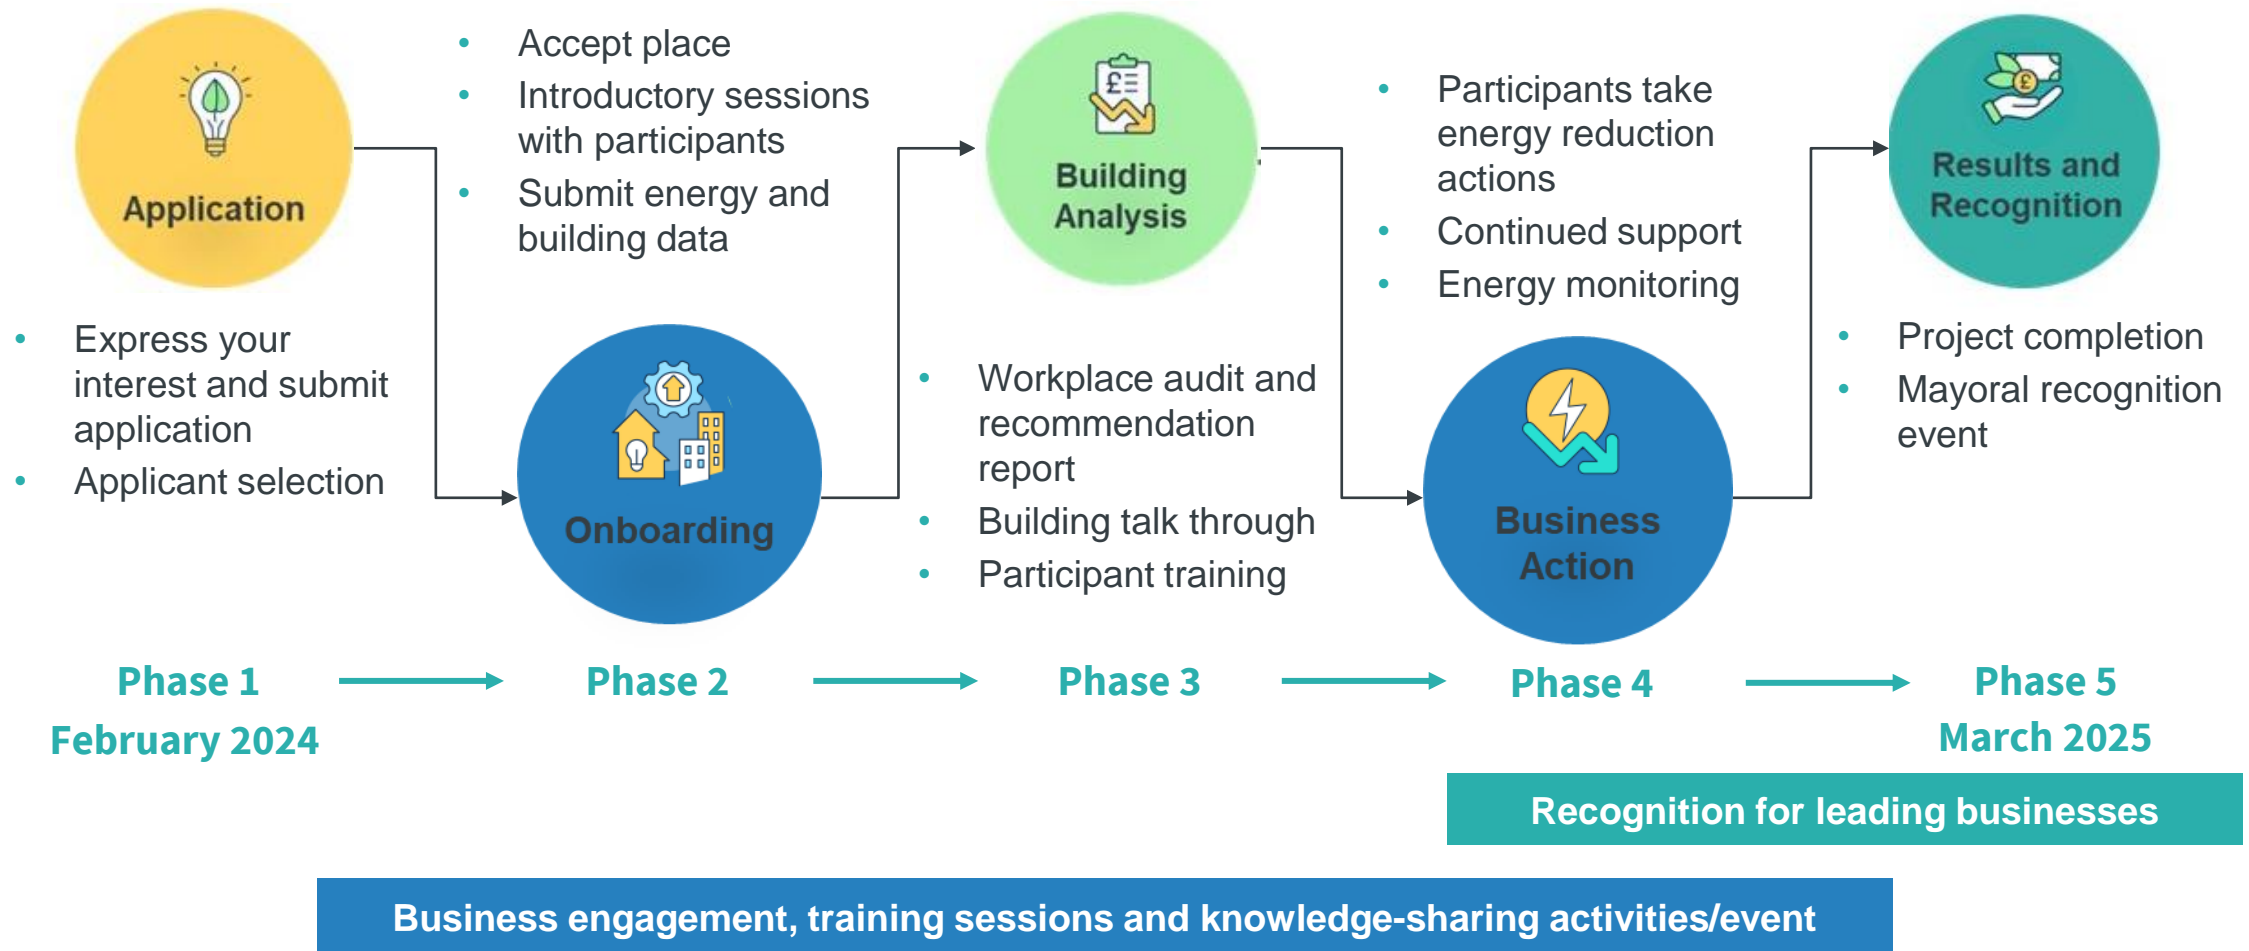 Application
• Express your
interest and submit
application
• Applicant selection
• Accept place
• Introductory sessions
with participants
• Submit energy and
building data
Onboarding
£
Building
Analysis
• Workplace audit and
recommendation
report
• Building talk through
• Participant training
• Participants take
energy reduction
actions
• Continued support
• Energy monitoring
Business
Action
£
Results and
Recognition
• Project completion
• Mayoral recognition
event
Phase 1
February 2024
Phase 2
Phase 3
Phase 4
Phase 5
March 2025
Recognition for leading businesses
Business engagement, training sessions and knowledge-sharing activities/event